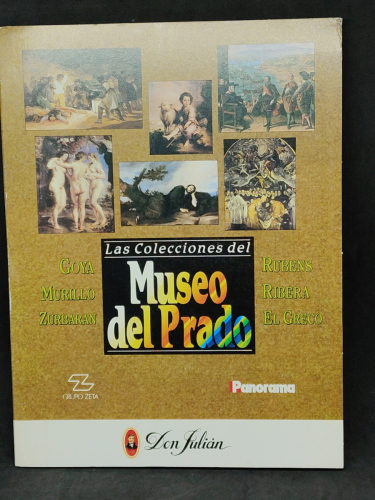 Las Colecciones del
Museo
del Prado
GOYA
MURILLO
ZURBARAN
RUBENS
RIBERA
EL GRECO
GRUPO ZETA
Panorama
Don Julián